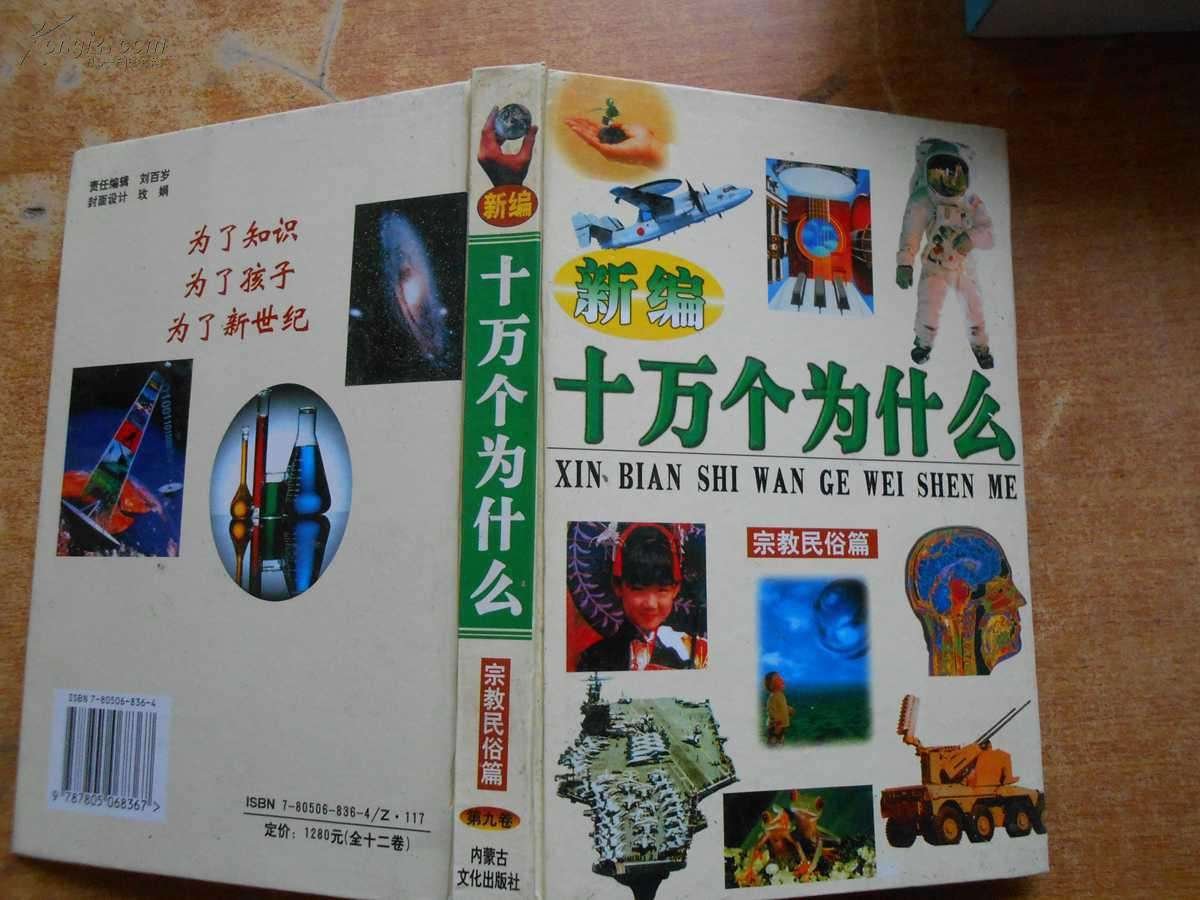 责任编辑 刘百岁
封面设计 玫娟
为了知识
为了孩子
为了新世纪
ISBN 7-80506-836-4
9 787805 068367 >
ISBN 7-80506-836-4/Z·117
定价：1280元(全十二卷)
新编
十万个为什么
宗教民俗篇
第九卷
内蒙古
文化出版社
新编
十万个为什么
XIN BIAN SHI WAN GE WEI SHEN ME
宗教民俗篇